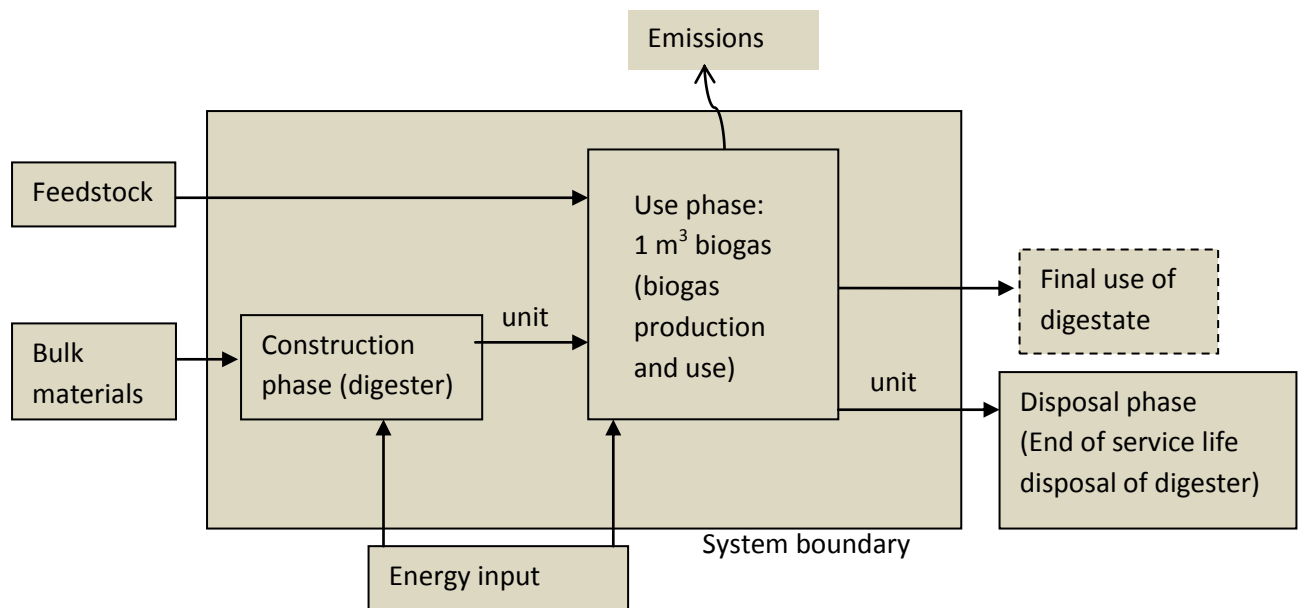 Emissions
Feedstock
Use phase:
1 m³ biogas
(biogas
production
and use)
Final use of
digestate
unit
Bulk
materials
Construction
phase (digester)
unit
Disposal phase
(End of service life
disposal of digester)
System boundary
Energy input